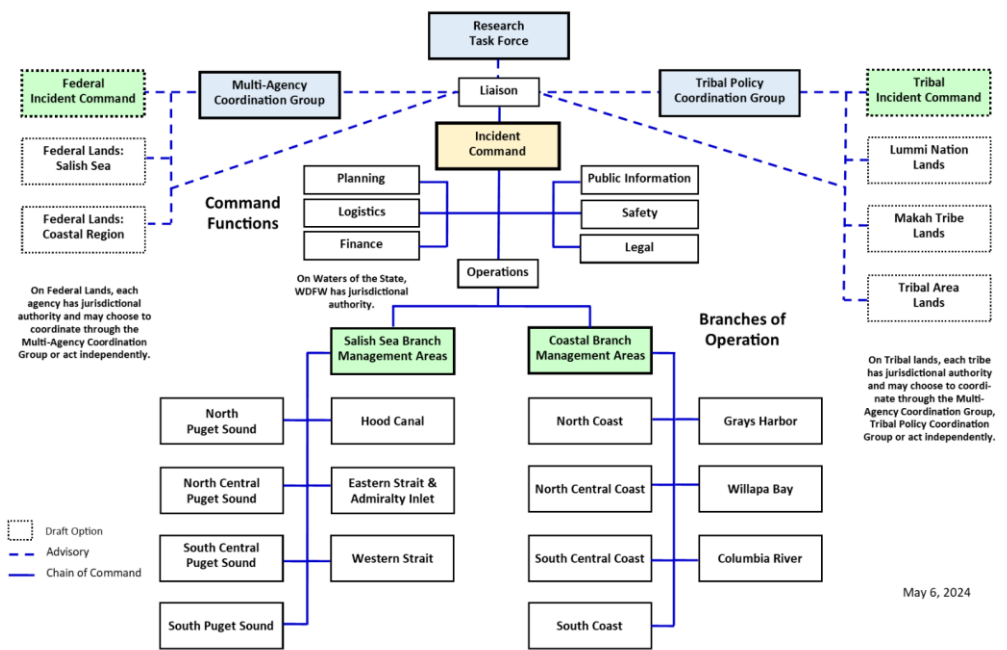 Research
Task Force
Federal
Incident Command
Multi-Agency
Coordination Group
Liaison
Tribal Policy
Coordination Group
Tribal
Incident Command
Incident
Command
Federal Lands:
Salish Sea
Lummi Nation
Lands
Planning
Public Information
Command
Functions
Logistics
Safety
Federal Lands:
Coastal Region
Makah Tribe
Lands
Finance
Legal
Operations
Tribal Area
Lands
On Waters of the State,
WDFW has jurisdictional
authority.
On Federal Lands, each
agency has jurisdictional
authority and may choose to
coordinate through the
Multi-Agency Coordination
Group or act independently.
Branches of
Operation
Salish Sea Branch
Management Areas
Coastal Branch
Management Areas
On Tribal lands, each tribe
has jurisdictional authority
and may choose to coordi-
nate through the Multi-
Agency Coordination Group,
Tribal Policy Coordination
Group or act independently.
North
Puget Sound
Hood Canal
North Coast
Grays Harbor
North Central
Puget Sound
Eastern Strait &
Admiralty Inlet
North Central Coast
Willapa Bay
South Central
Puget Sound
Western Strait
South Central Coast
Columbia River
South Puget Sound
South Coast
Draft Option
Advisory
Chain of Command
May 6, 2024